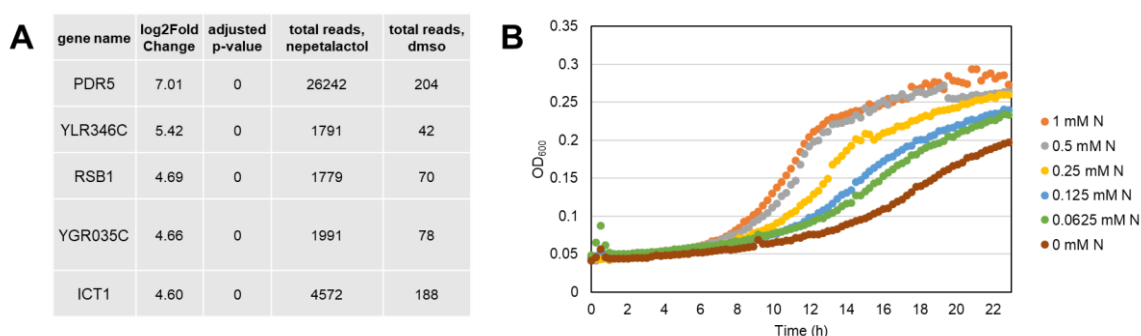 A
gene name
log2Fold
Change
adjusted
p-value
total reads,
nepetalactol
total reads,
dmso
PDR5 7.01 0 26242 204
YLR346C 5.42 0 1791 42
RSB1 4.69 0 1779 70
YGR035C 4.66 0 1991 78
ICT1 4.60 0 4572 188
B
OD600
0.35
0.3
0.25
0.2
0.15
0.1
0.05
0
0 2 4 6 8 10 12 14 16 18 20 22
Time (h)
1 mM N
0.5 mM N
0.25 mM N
0.125 mM N
0.0625 mM N
0 mM N